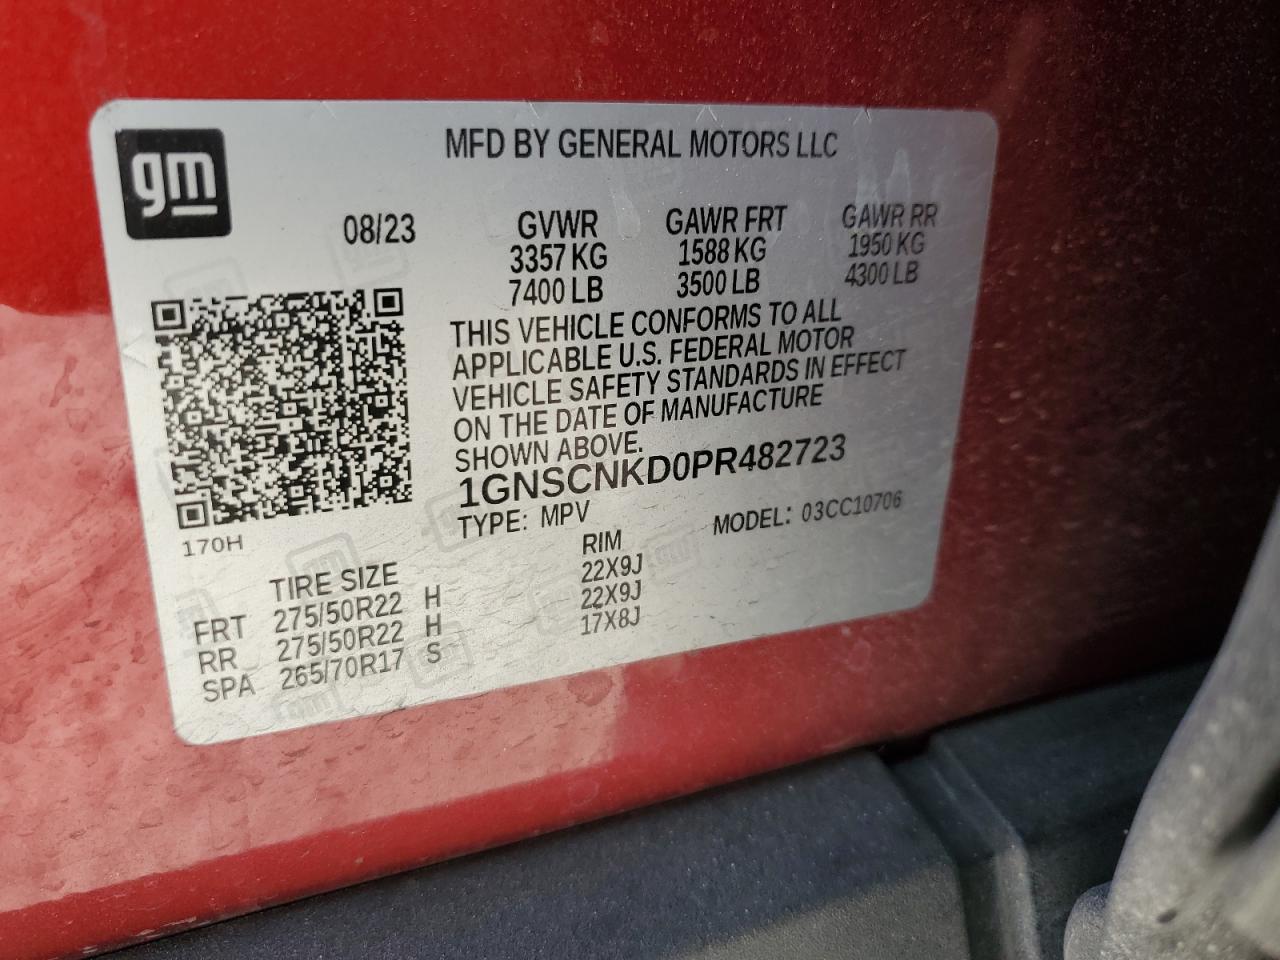 gm
MFD BY GENERAL MOTORS LLC
08/23 GVWR GAWR FRT GAWR RR
3357 KG 1588 KG 1950 KG
7400 LB 3500 LB 4300 LB
THIS VEHICLE CONFORMS TO ALL
APPLICABLE U.S. FEDERAL MOTOR
VEHICLE SAFETY STANDARDS IN EFFECT
ON THE DATE OF MANUFACTURE
SHOWN ABOVE.
1GNSCNKD0PR482723
TYPE: MPV MODEL: 03CC10706
170H
TIRE SIZE RIM
FRT 275/50R22 H 22X9J
RR 275/50R22 H 22X9J
SPA 265/70R17 S 17X8J